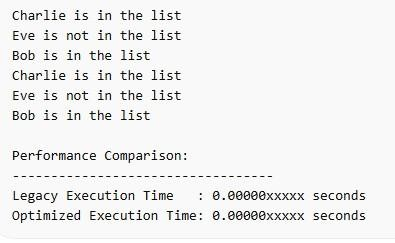 Charlie is in the list
Eve is not in the list
Bob is in the list
Charlie is in the list
Eve is not in the list
Bob is in the list
Performance Comparison:
----------------------------------
Legacy Execution Time   : 0.00000xxxxx seconds
Optimized Execution Time: 0.00000xxxxx seconds